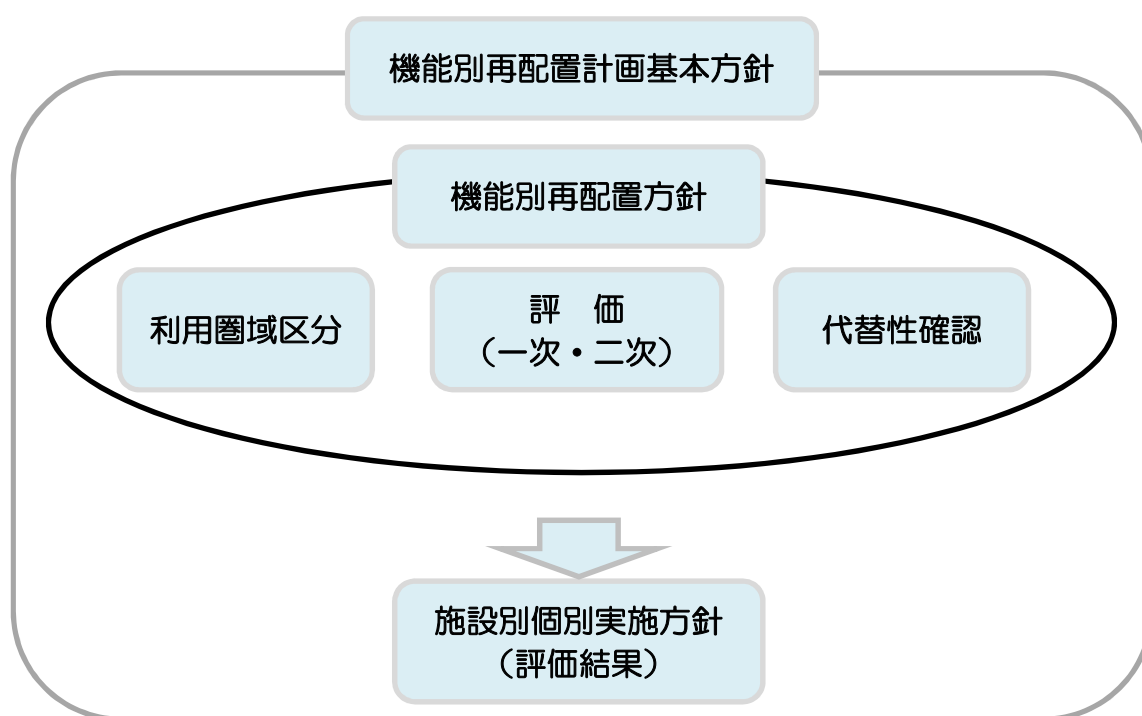 機能別再配置計画基本方針
機能別再配置方針
利用圏域区分
評　価
（一次・二次）
代替性確認
施設別個別実施方針
（評価結果）